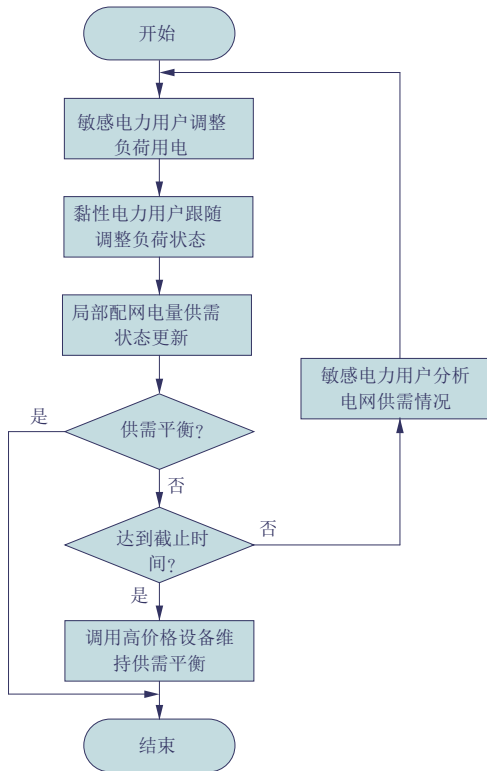 开始
敏感电力用户调整
负荷用电
黏性电力用户跟随
调整负荷状态
局部配网电量供需
状态更新
敏感电力用户分析
电网供需情况
是
供需平衡?
否
达到截止时
间?
否
是
调用高价格设备维
持供需平衡
结束